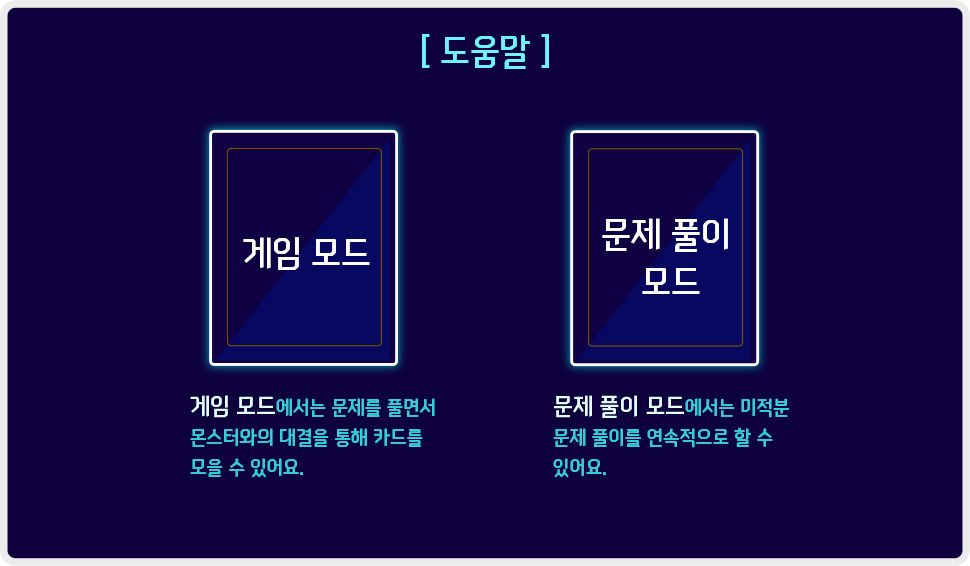 [ 도움말 ]
게임 모드
문제 풀이
모드
게임 모드에서는 문제를 풀면서
몬스터와의 대결을 통해 카드를
모을 수 있어요.
문제 풀이 모드에서는 미적분
문제 풀이를 연속적으로 할 수
있어요.